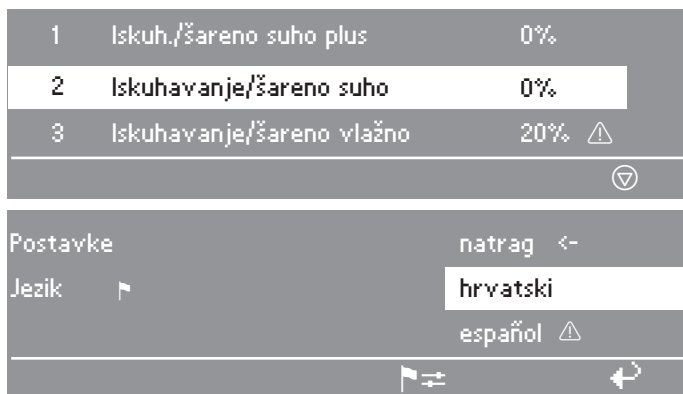 1 Iskuh./šareno suho plus 0%
2 Iskuhavanje/šareno suho 0%
3 Iskuhavanje/šareno vlažno 20% ⚠
Postavke natrag <-
Jezik hrvatski
español ⚠